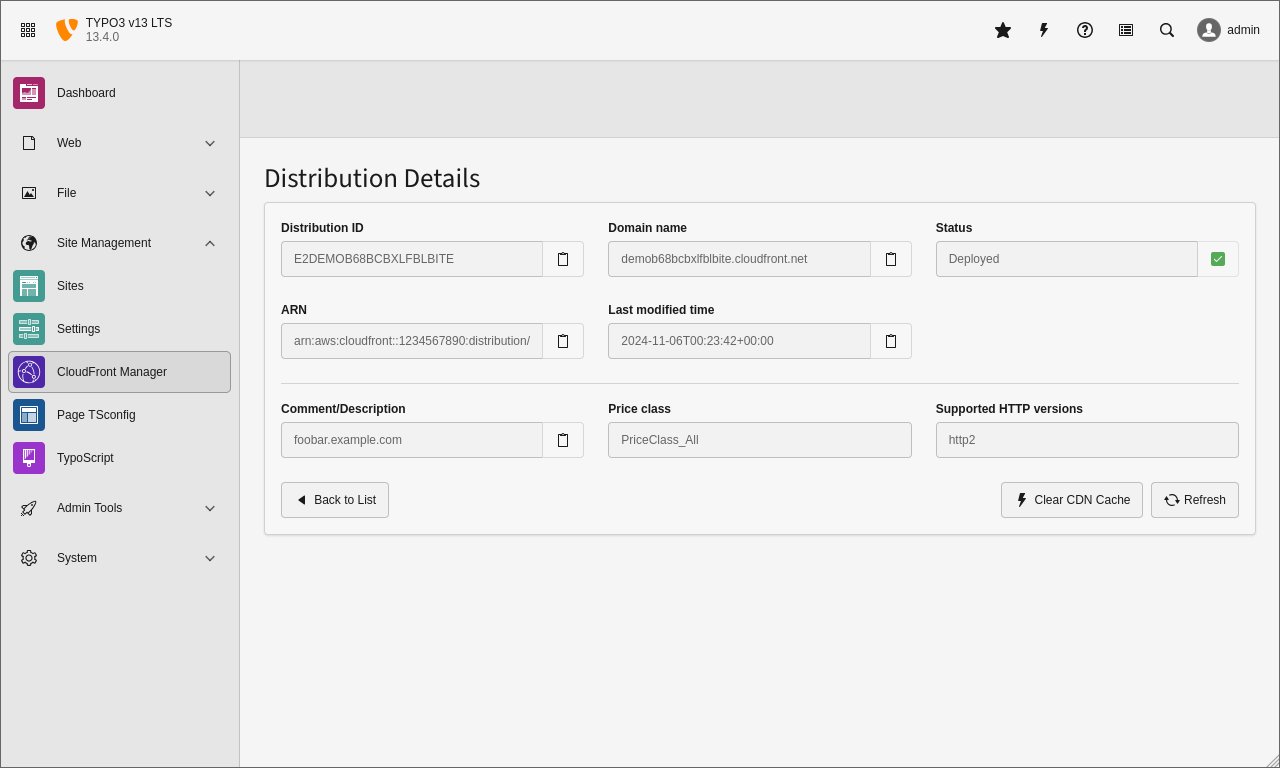 TYPO3 v13 LTS
13.4.0
admin
Dashboard
Web
File
Site Management
Sites
Settings
CloudFront Manager
Page TSconfig
TypoScript
Admin Tools
System
Distribution Details
Distribution ID
Domain name
Status
E2DEMOB68BCBXLFBLBITE
demob68bcbxlfblbite.cloudfront.net
Deployed
ARN
Last modified time
arn:aws:cloudfront::1234567890:distribution/
2024-11-06T00:23:42+00:00
Comment/Description
Price class
Supported HTTP versions
foobar.example.com
PriceClass_All
http2
Back to List
Clear CDN Cache
Refresh